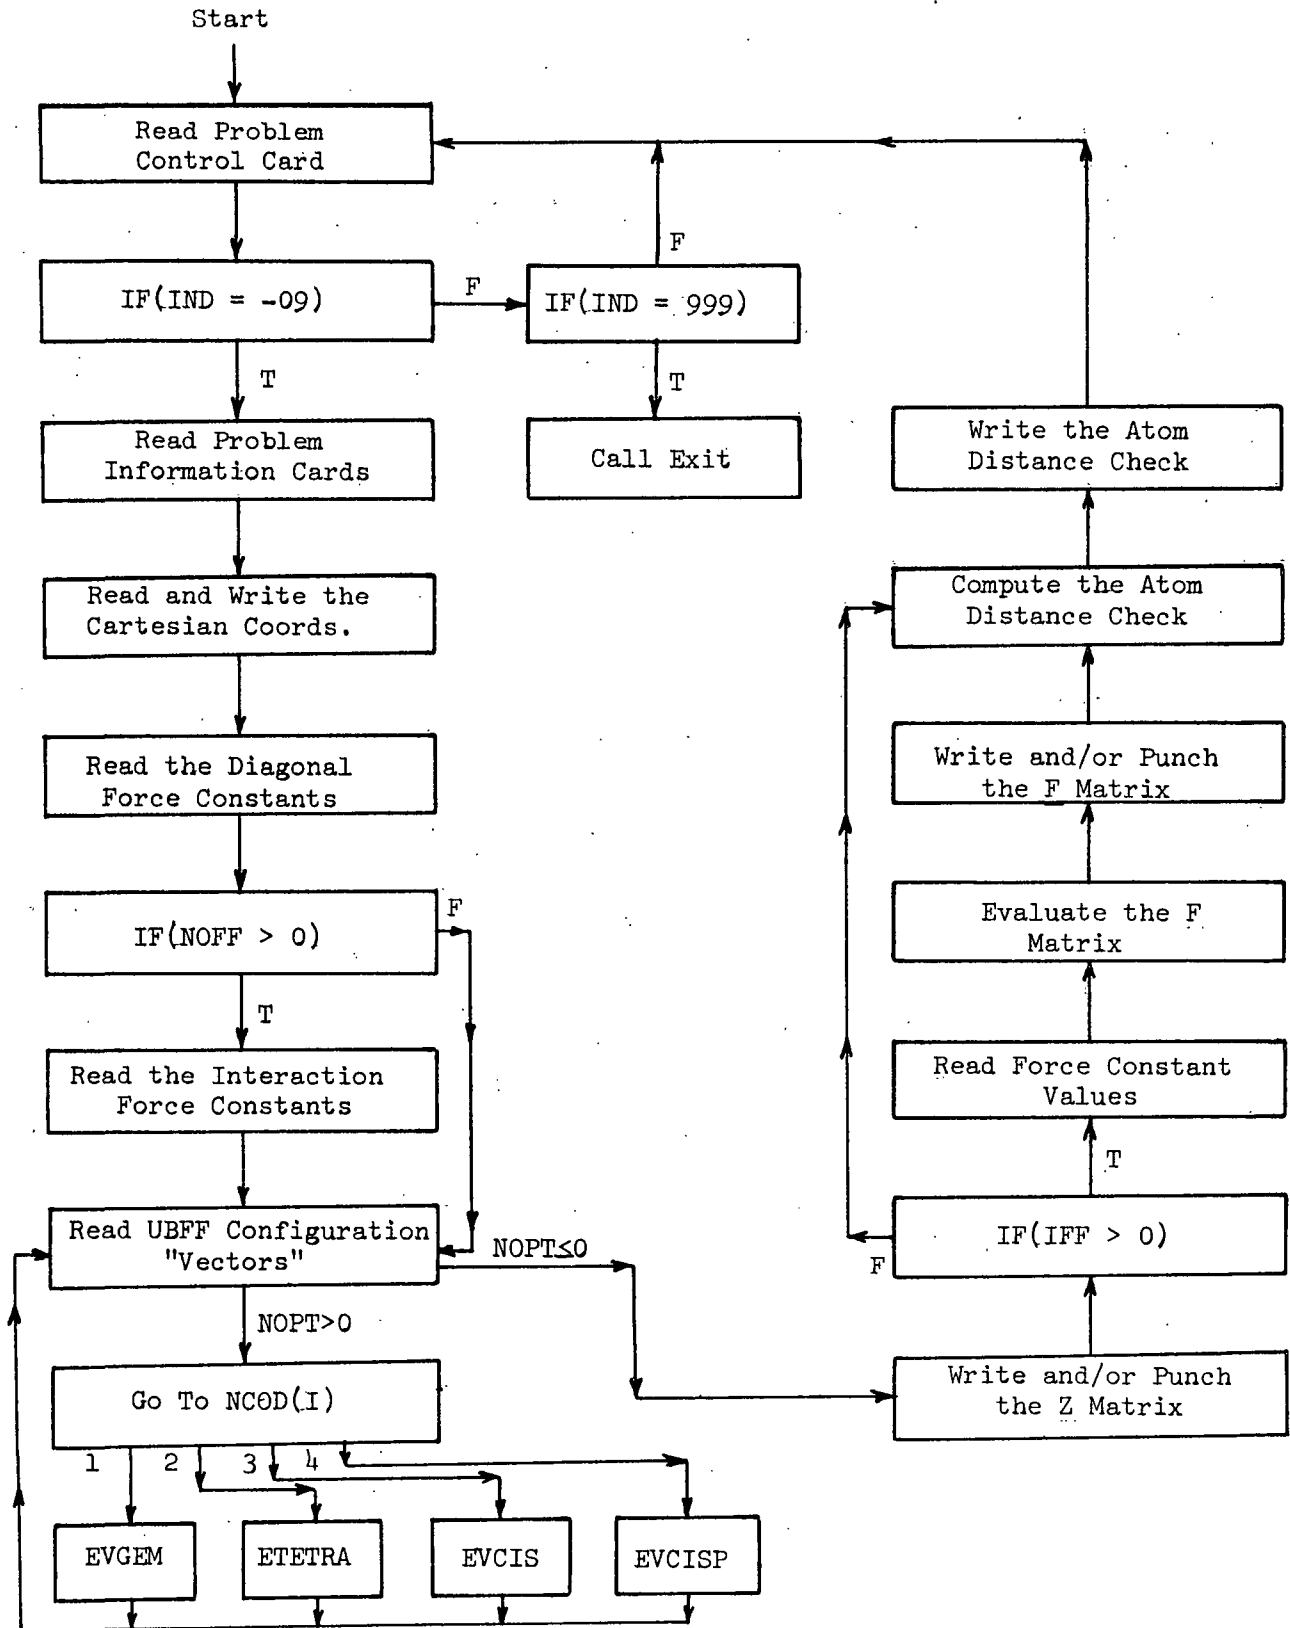 Start
Read Problem
Control Card
IF(IND = -09)
F
IF(IND = 999)
F
T
T
Call Exit
Read Problem
Information Cards
Read and Write the
Cartesian Coords.
Read the Diagonal
Force Constants
IF(NOFF > 0)
F
T
Read the Interaction
Force Constants
Read UBFF Configuration
"Vectors"
NOPT≤0
NOPT>0
Go To NCOD(I)
1
2
3
4
EVGEM
ETETRA
EVCIS
EVCISP
Write the Atom
Distance Check
Compute the Atom
Distance Check
Write and/or Punch
the F Matrix
Evaluate the F
Matrix
Read Force Constant
Values
T
IF(IFF > 0)
F
Write and/or Punch
the Z Matrix